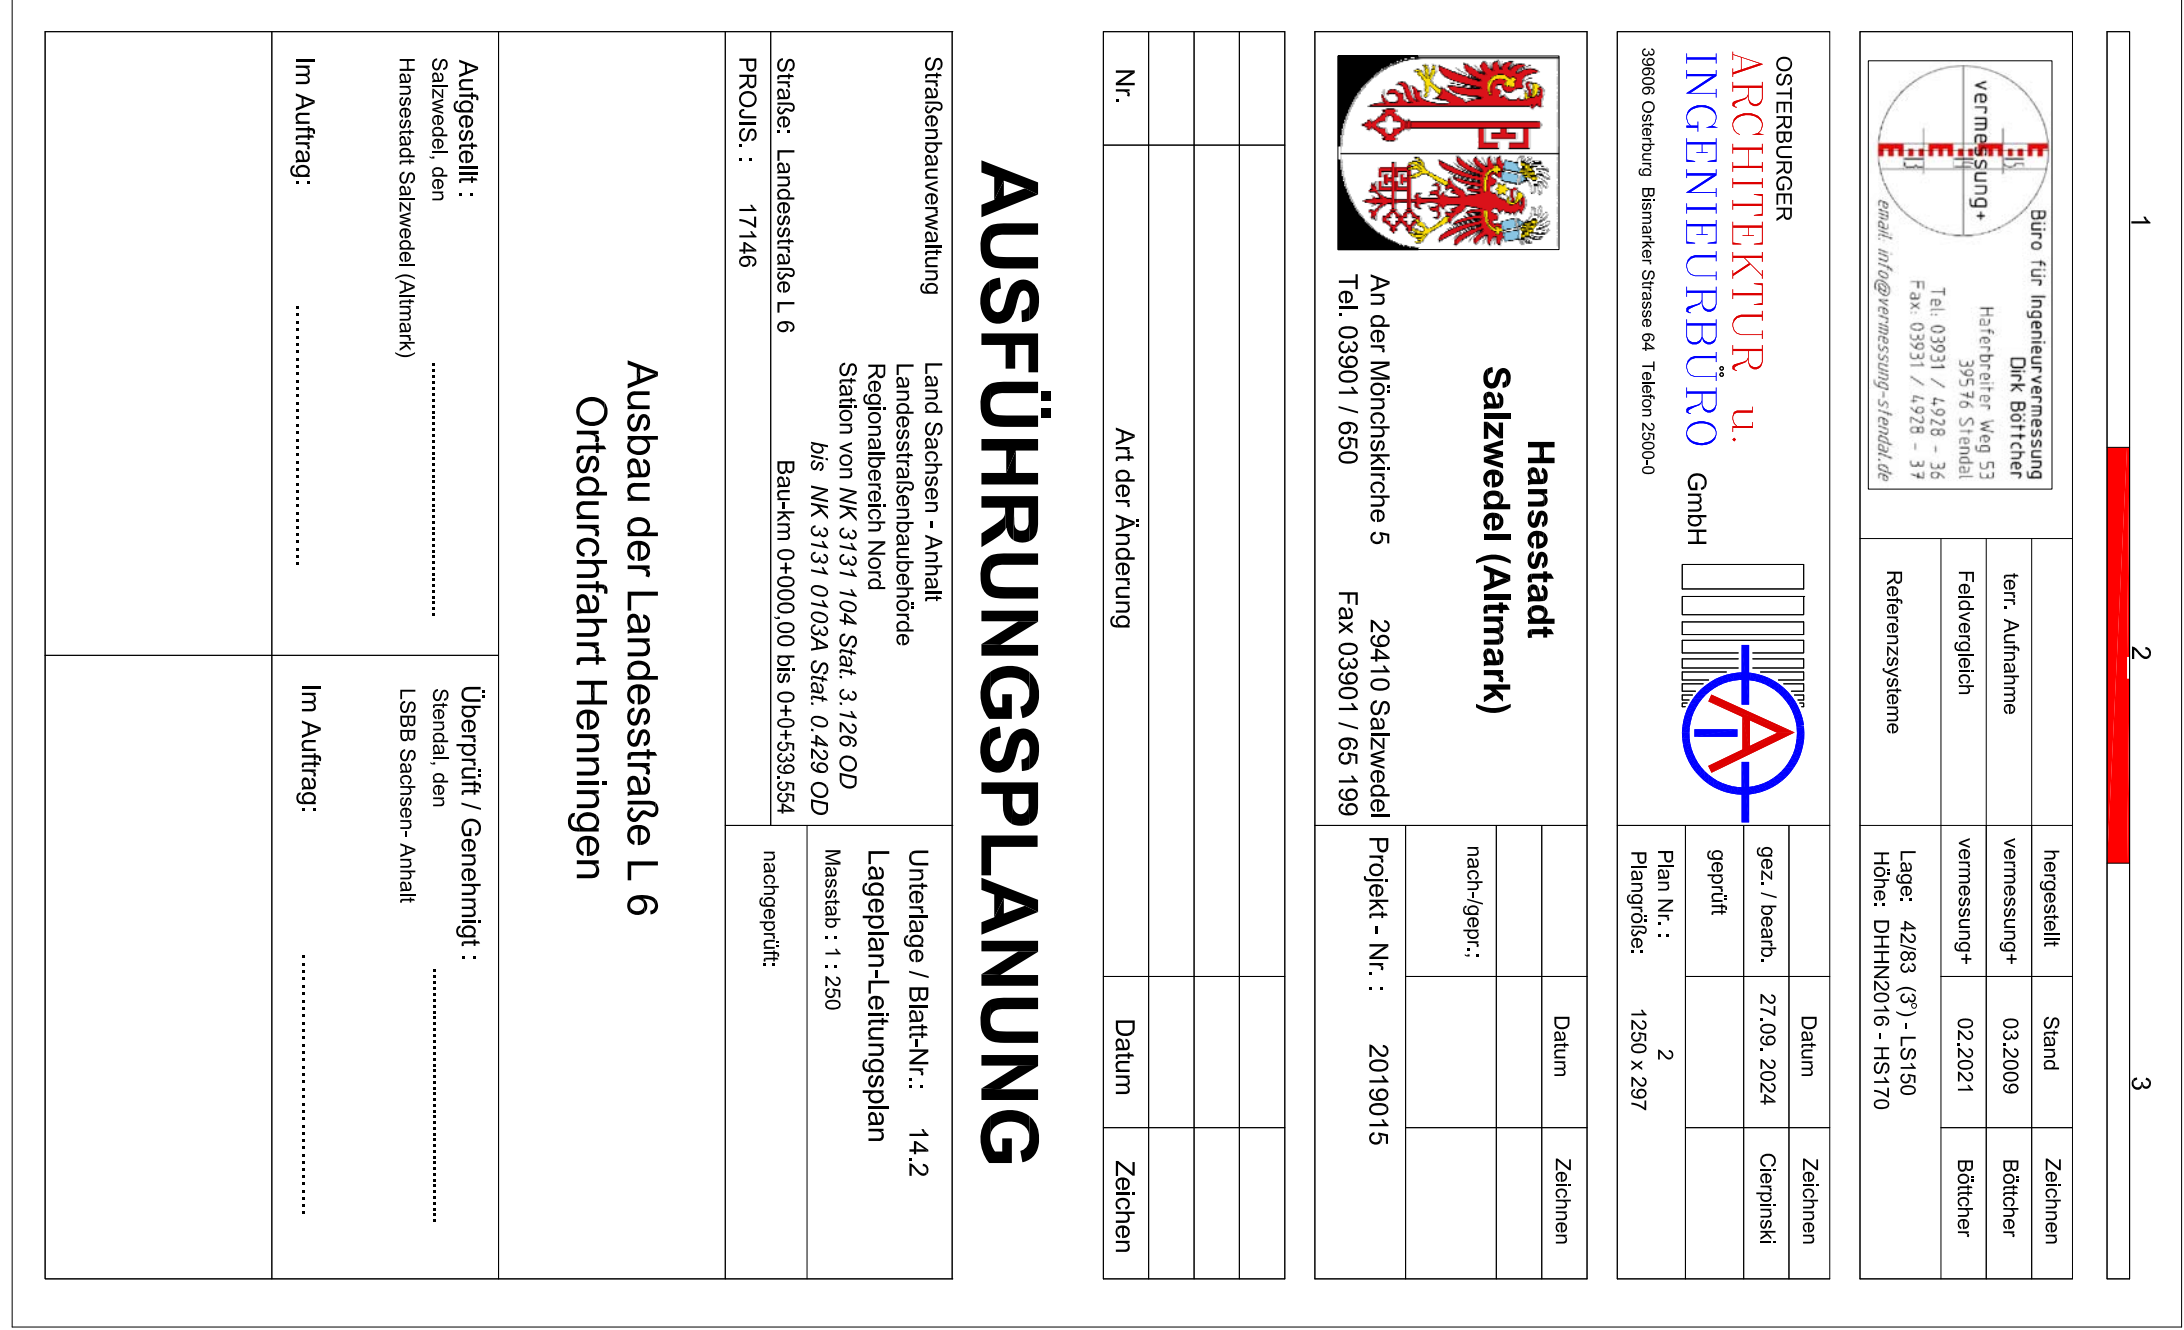 1
2
3
Büro für Ingenieurvermessung
Dirk Böttcher
Haferbreiter Weg 53
39576 Stendal
Tel: 03931 / 4928 - 36
Fax: 03931 / 4928 - 37
email: info@vermessung-stendal.de
vermessung+
hergestellt Stand Zeichnen
terr. Aufnahme vermessung+ 03.2009 Böttcher
Feldvergleich vermessung+ 02.2021 Böttcher
Referenzsysteme Lage: 42/83 (3°) - LS150
Höhe: DHHN2016 - HS170
OSTERBURGER
ARCHITEKTUR u.
INGENIEURBÜRO GmbH
39606 Osterburg Bismarker Strasse 64 Telefon 2500-0
A
Datum Zeichnen
gez. / bearb. 27.09. 2024 Cierpinski
geprüft
Plan Nr.: 2
Plangröße: 1250 x 297
Hansestadt
Salzwedel (Altmark)
An der Mönchskirche 5 29410 Salzwedel
Tel. 03901 / 650 Fax 03901 / 65 199
Datum Zeichnen
nach-/gepr.;
Projekt - Nr. : 2019015
Nr. Art der Änderung Datum Zeichen
AUSFÜHRUNGSPLANUNG
Straßenbauverwaltung Land Sachsen - Anhalt
Landesstraßenbaubehörde
Regionalbereich Nord
Station von NK 3131 104 Stat. 3.126 OD
bis NK 3131 0103A Stat. 0.429 OD
Straße: Landesstraße L 6 Bau-km 0+000,00 bis 0+0+539.554
PROJIS. : 17146
Unterlage / Blatt-Nr.: 14.2
Lageplan-Leitungsplan
Masstab : 1 : 250
nachgeprüft:
Ausbau der Landesstraße L 6
Ortsdurchfahrt Henningen
Aufgestellt :
Salzwedel, den
Hansestadt Salzwedel (Altmark)
Im Auftrag:
Überprüft / Genehmigt :
Stendal, den
LSBB Sachsen- Anhalt
Im Auftrag: